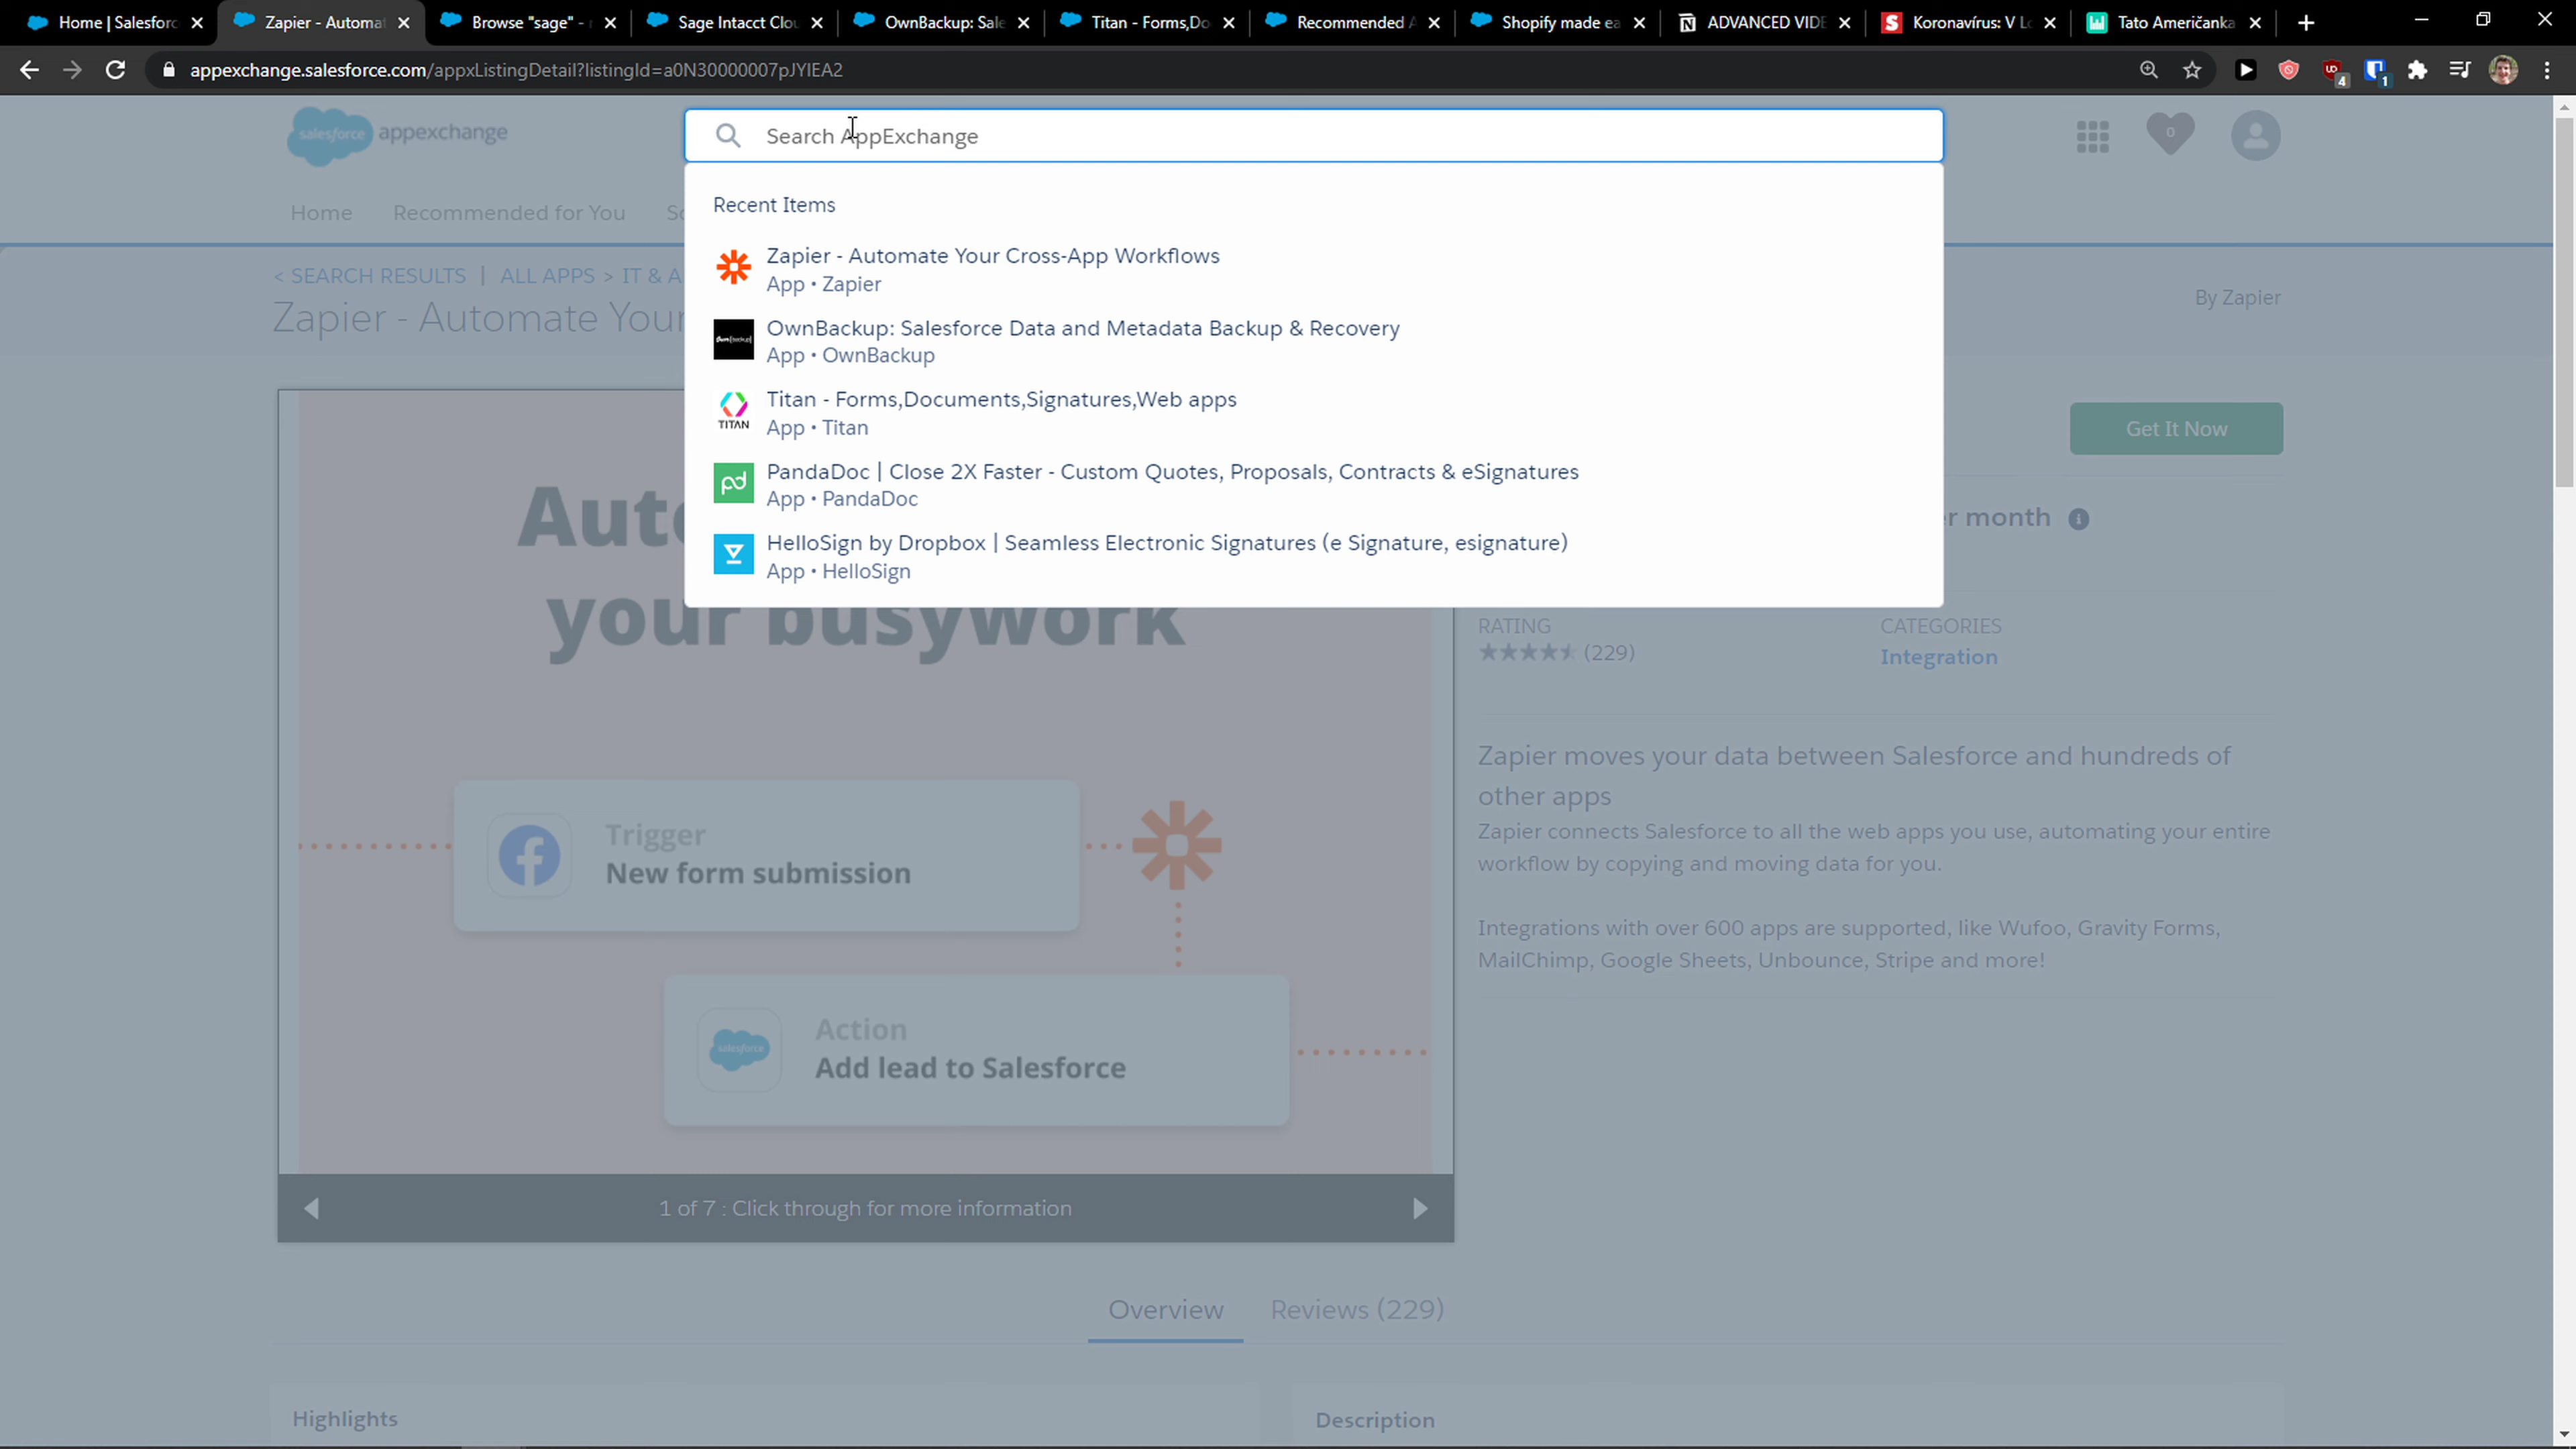 Home | Salesforc
Zapier - Automat
Browse "sage" -
Sage Intacct Clou
OwnBackup: Sale
Titan - Forms,Do
Recommended A
Shopify made ea
ADVANCED VIDE
Koronavírus: V Lo
Tato Američanka
appexchange.salesforce.com/appxListingDetail?listingId=a0N30000007pJYIEA2
4
1
salesforce
appexchange
Search AppExchange
0
Home
Recommended for You
Recent Items
Zapier - Automate Your Cross-App Workflows
App • Zapier
OwnBackup: Salesforce Data and Metadata Backup & Recovery
App • OwnBackup
Titan - Forms,Documents,Signatures,Web apps
App • Titan
TITAN
PandaDoc | Close 2X Faster - Custom Quotes, Proposals, Contracts & eSignatures
App • PandaDoc
HelloSign by Dropbox | Seamless Electronic Signatures (e Signature, esignature)
App • HelloSign
< SEARCH RESULTS | ALL APPS > IT & A
Zapier - Automate Your
By Zapier
Get It Now
r month
Auto
your busywork
Trigger
New form submission
salesforce
Action
Add lead to Salesforce
1 of 7 : Click through for more information
RATING
(229)
CATEGORIES
Integration
Zapier moves your data between Salesforce and hundreds of
other apps
Zapier connects Salesforce to all the web apps you use, automating your entire
workflow by copying and moving data for you.
Integrations with over 600 apps are supported, like Wufoo, Gravity Forms,
MailChimp, Google Sheets, Unbounce, Stripe and more!
Overview
Reviews (229)
Highlights
Description